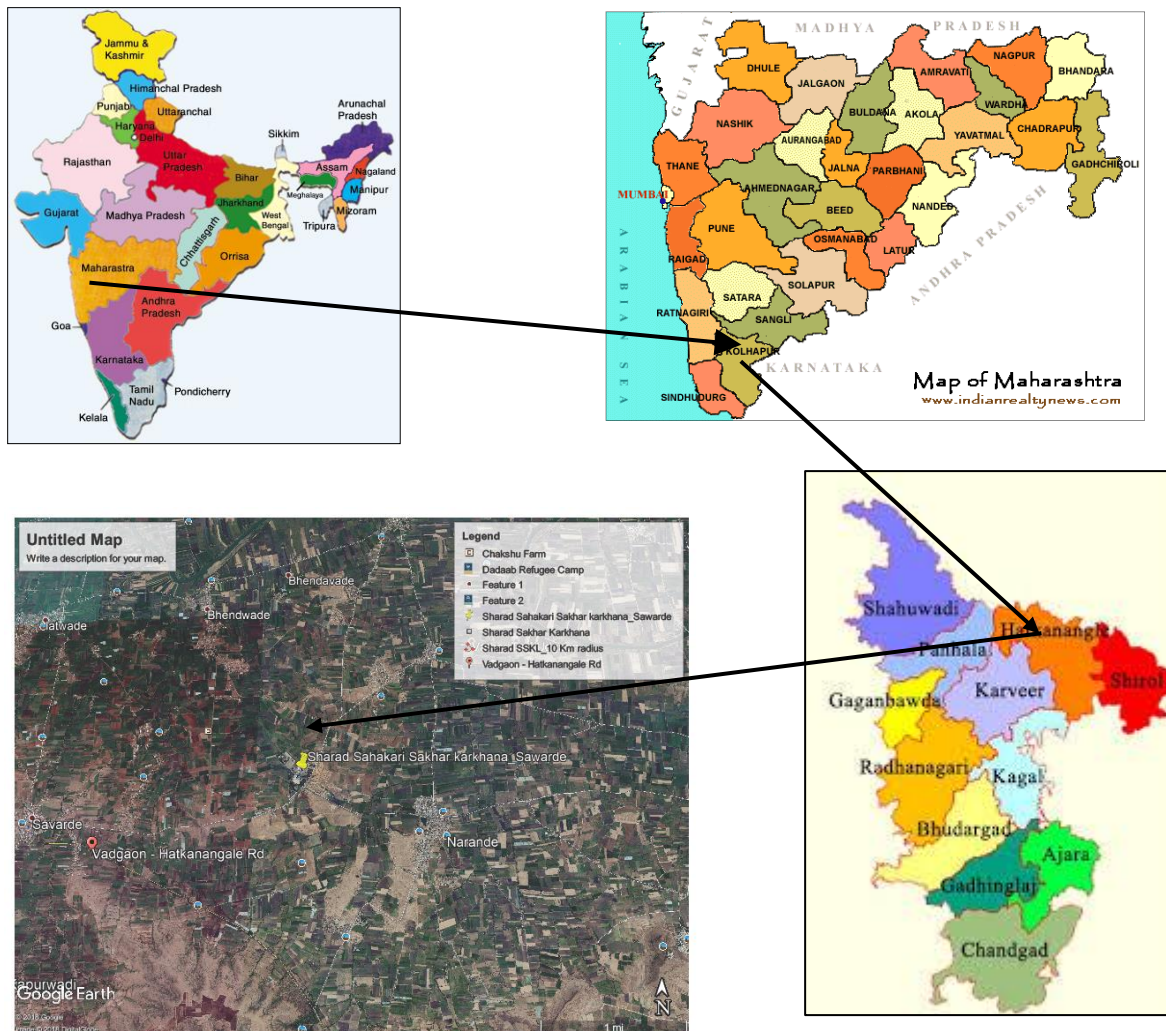 Jammu &
Kashmir
Himanchal Pradesh
Punjab
Uttaranchal
Haryana
Delhi
Arunachal
Pradesh
Sikkim
Rajasthan
Uttar
Pradesh
Bihar
Assam
Nagaland
Meghalaya
Manipur
Gujarat
Madhya Pradesh
Jharkhand
West
Bengal
Tripura
Mizoram
Chhattisgarh
Orrisa
Maharastra
Andhra
Pradesh
Goa
Karnataka
Tamil
Nadu
Pondicherry
Kelala
MADHYA PRADESH
GUJARAT
DHULE
JALGAON
AMRAVATI
NAGPUR
BHANDARA
BULDANA
AKOLA
WARDHA
NASHIK
AURANGABAD
YAVATMAL
CHADRAPUR
GADHCHIROLI
THANE
JALNA
PARBHANI
MUMBAI
AHMEDNAGAR
BEED
NANDED
PUNE
OSMANABAD
LATUR
RAIGAD
ANDHRA PRADESH
ARABIAN SEA
SATARA
SOLAPUR
RATNAGIRI
SANGLI
KOLHAPUR
KARNATAKA
SINDHUDURG
Map of Maharashtra
www.indianrealtynews.com
Untitled Map
Write a description for your map.
Legend
Chakshu Farm
Dadaab Refugee Camp
Feature 1
Feature 2
Sharad Sahakari Sakhar karkhana_Sawarde
Sharad Sakhar Karkhana
Sharad SSKL_10 Km radius
Vadgaon - Hatkanangle Rd
Bhendavade
Bhendwade
Sharad Sahakari Sakhar karkhana_Sawarde
Savarde
Vadgaon - Hatkanangale Rd
Narande
Google Earth
© 2018 Google
N
1 mi
Shahuwadi
Panhala
Hatkanangle
Shirol
Karveer
Gaganbawda
Radhanagari
Kagal
Bhudargad
Ajara
Gadhinglaj
Chandgad